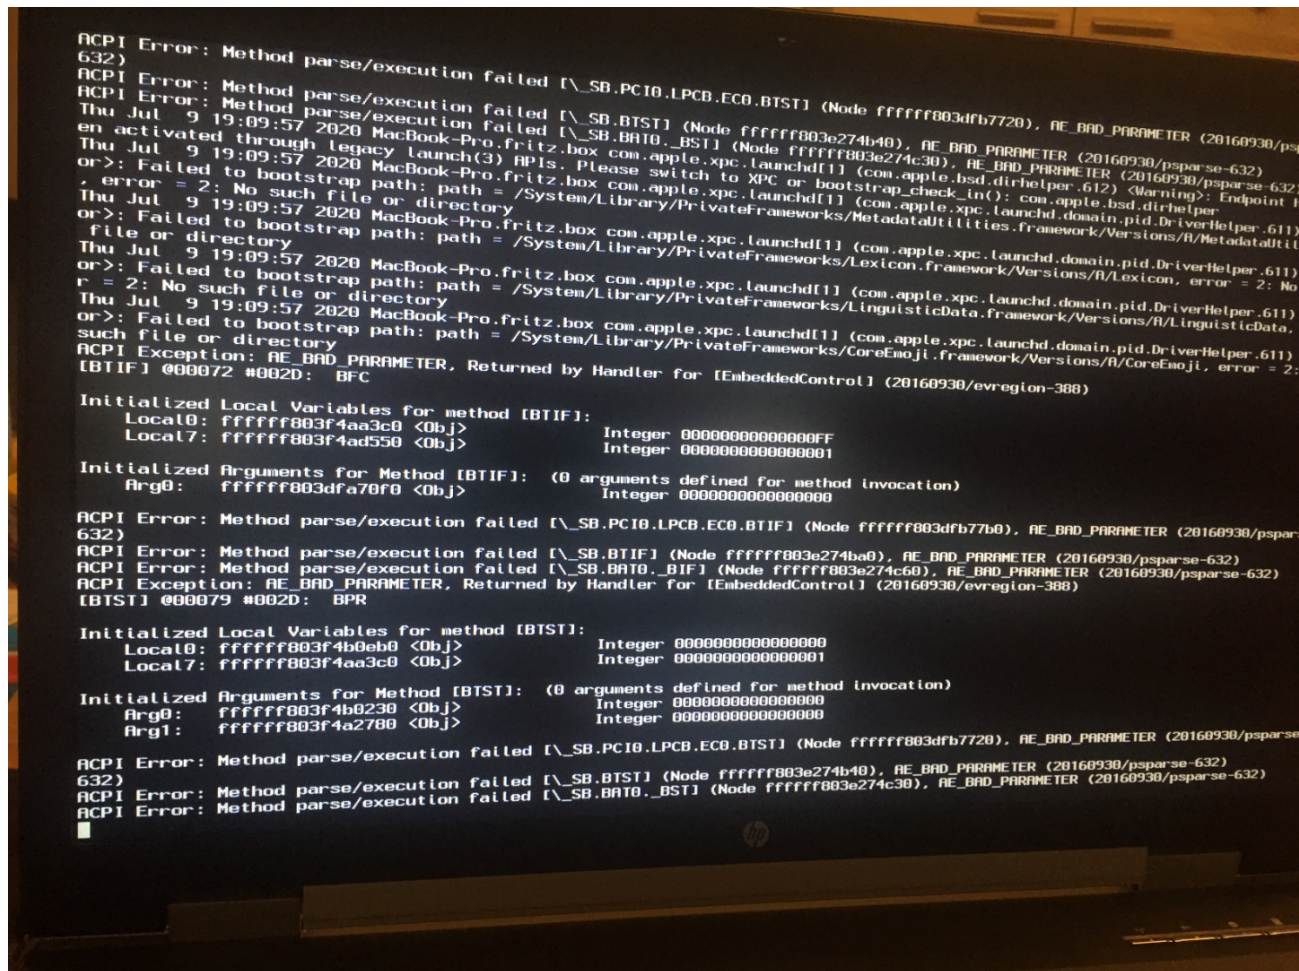 ACPI Error: Method parse/execution failed [\_SB.PCI0.LPCB.EC0.BTST] (Node ffffff803dfb7720), AE_BAD_PARAMETER (20160930/ps
632)
ACPI Error: Method parse/execution failed [\_SB.BTST] (Node ffffff803e274b40), AE_BAD_PARAMETER (20160930/psparse-632)
ACPI Error: Method parse/execution failed [\_SB.BAT0._BST] (Node ffffff803e274c30), AE_BAD_PARAMETER (20160930/psparse-632)
Thu Jul  9 19:09:57 2020 MacBook-Pro.fritz.box com.apple.xpc.launchd[1] (com.apple.bsd.dirhelper.612) <Warning>: Endpoint
en activated through legacy launch(3) APIs. Please switch to XPC or bootstrap_check_in(): com.apple.bsd.dirhelper
Thu Jul  9 19:09:57 2020 MacBook-Pro.fritz.box com.apple.xpc.launchd[1] (com.apple.xpc.launchd.domain.pid.DriverHelper.611)
or>: Failed to bootstrap path: path = /System/Library/PrivateFrameworks/MetadataUtilities.framework/Versions/A/MetadataUtil
, error = 2: No such file or directory
Thu Jul  9 19:09:57 2020 MacBook-Pro.fritz.box com.apple.xpc.launchd[1] (com.apple.xpc.launchd.domain.pid.DriverHelper.611)
or>: Failed to bootstrap path: path = /System/Library/PrivateFrameworks/Lexicon.framework/Versions/A/Lexicon, error = 2: No
file or directory
Thu Jul  9 19:09:57 2020 MacBook-Pro.fritz.box com.apple.xpc.launchd[1] (com.apple.xpc.launchd.domain.pid.DriverHelper.611)
or>: Failed to bootstrap path: path = /System/Library/PrivateFrameworks/LinguisticData.framework/Versions/A/LinguisticData,
r = 2: No such file or directory
Thu Jul  9 19:09:57 2020 MacBook-Pro.fritz.box com.apple.xpc.launchd[1] (com.apple.xpc.launchd.domain.pid.DriverHelper.611)
or>: Failed to bootstrap path: path = /System/Library/PrivateFrameworks/CoreEmoji.framework/Versions/A/CoreEmoji, error = 2:
such file or directory
ACPI Exception: AE_BAD_PARAMETER, Returned by Handler for [EmbeddedControl] (20160930/evregion-388)
[BTIF] @00072 #002D:  BFC
Initialized Local Variables for method [BTIF]:
Local0: ffffff803f4aa3c0 <Obj>  Integer 00000000000000FF
Local7: ffffff803f4ad550 <Obj>  Integer 0000000000000001
Initialized Arguments for Method [BTIF]:  (0 arguments defined for method invocation)
Arg0:  ffffff803dfa70f0 <Obj>  Integer 0000000000000000
ACPI Error: Method parse/execution failed [\_SB.PCI0.LPCB.EC0.BTIF] (Node ffffff803dfb77b0), AE_BAD_PARAMETER (20160930/pspar
632)
ACPI Error: Method parse/execution failed [\_SB.BTIF] (Node ffffff803e274ba0), AE_BAD_PARAMETER (20160930/psparse-632)
ACPI Error: Method parse/execution failed [\_SB.BAT0._BIF] (Node ffffff803e274c60), AE_BAD_PARAMETER (20160930/psparse-632)
ACPI Exception: AE_BAD_PARAMETER, Returned by Handler for [EmbeddedControl] (20160930/evregion-388)
[BTST] @00079 #002D:  BPR
Initialized Local Variables for method [BTST]:
Local0: ffffff803f4b0eb0 <Obj>  Integer 0000000000000000
Local7: ffffff803f4aa3c0 <Obj>  Integer 0000000000000001
Initialized Arguments for Method [BTST]:  (0 arguments defined for method invocation)
Arg0:  ffffff803f4b0230 <Obj>  Integer 0000000000000000
Arg1:  ffffff803f4a2780 <Obj>  Integer 0000000000000000
ACPI Error: Method parse/execution failed [\_SB.PCI0.LPCB.EC0.BTST] (Node ffffff803dfb7720), AE_BAD_PARAMETER (20160930/psparse
632)
ACPI Error: Method parse/execution failed [\_SB.BTST] (Node ffffff803e274b40), AE_BAD_PARAMETER (20160930/psparse-632)
ACPI Error: Method parse/execution failed [\_SB.BAT0._BST] (Node ffffff803e274c30), AE_BAD_PARAMETER (20160930/psparse-632)
hp